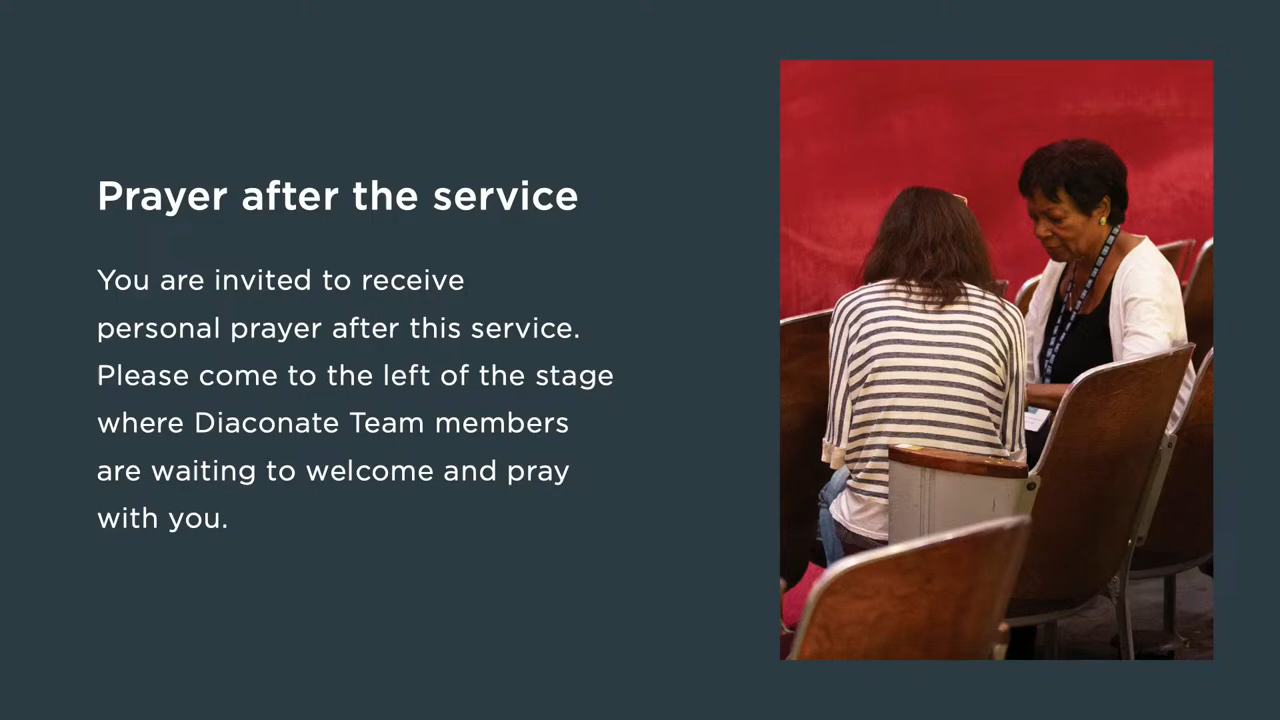 Prayer after the service
You are invited to receive
personal prayer after this service.
Please come to the left of the stage
where Diaconate Team members
are waiting to welcome and pray
with you.